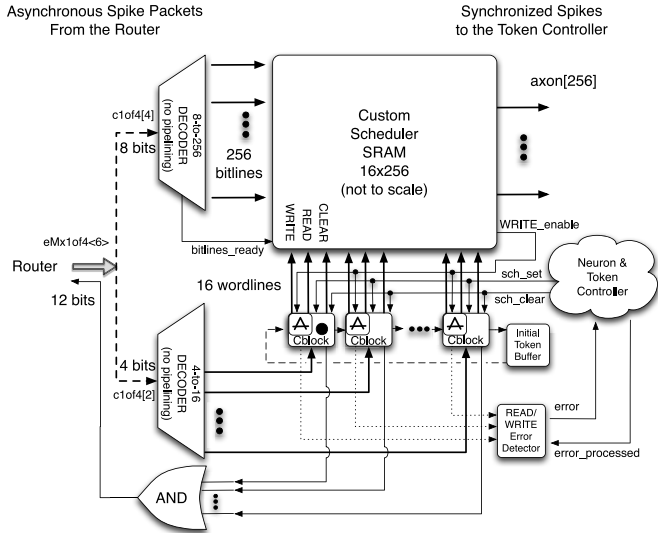 Asynchronous Spike Packets
From the Router
Synchronized Spikes
to the Token Controller
c1of4[4]
8 bits
8-to-256
DECODER
(no pipelining)
256
bitlines
Custom
Scheduler
SRAM
16x256
(not to scale)
axon[256]
WRITE
READ
CLEAR
WRITE_enable
bitlines_ready
eMx1of4<6>
Router
12 bits
16 wordlines
sch_set
sch_clear
Neuron &
Token
Controller
A
Cblock
A
Cblock
A
Cblock
Initial
Token
Buffer
4 bits
c1of4[2]
4-to-16
DECODER
(no pipelining)
READ/
WRITE
Error
Detector
error
error_processed
AND